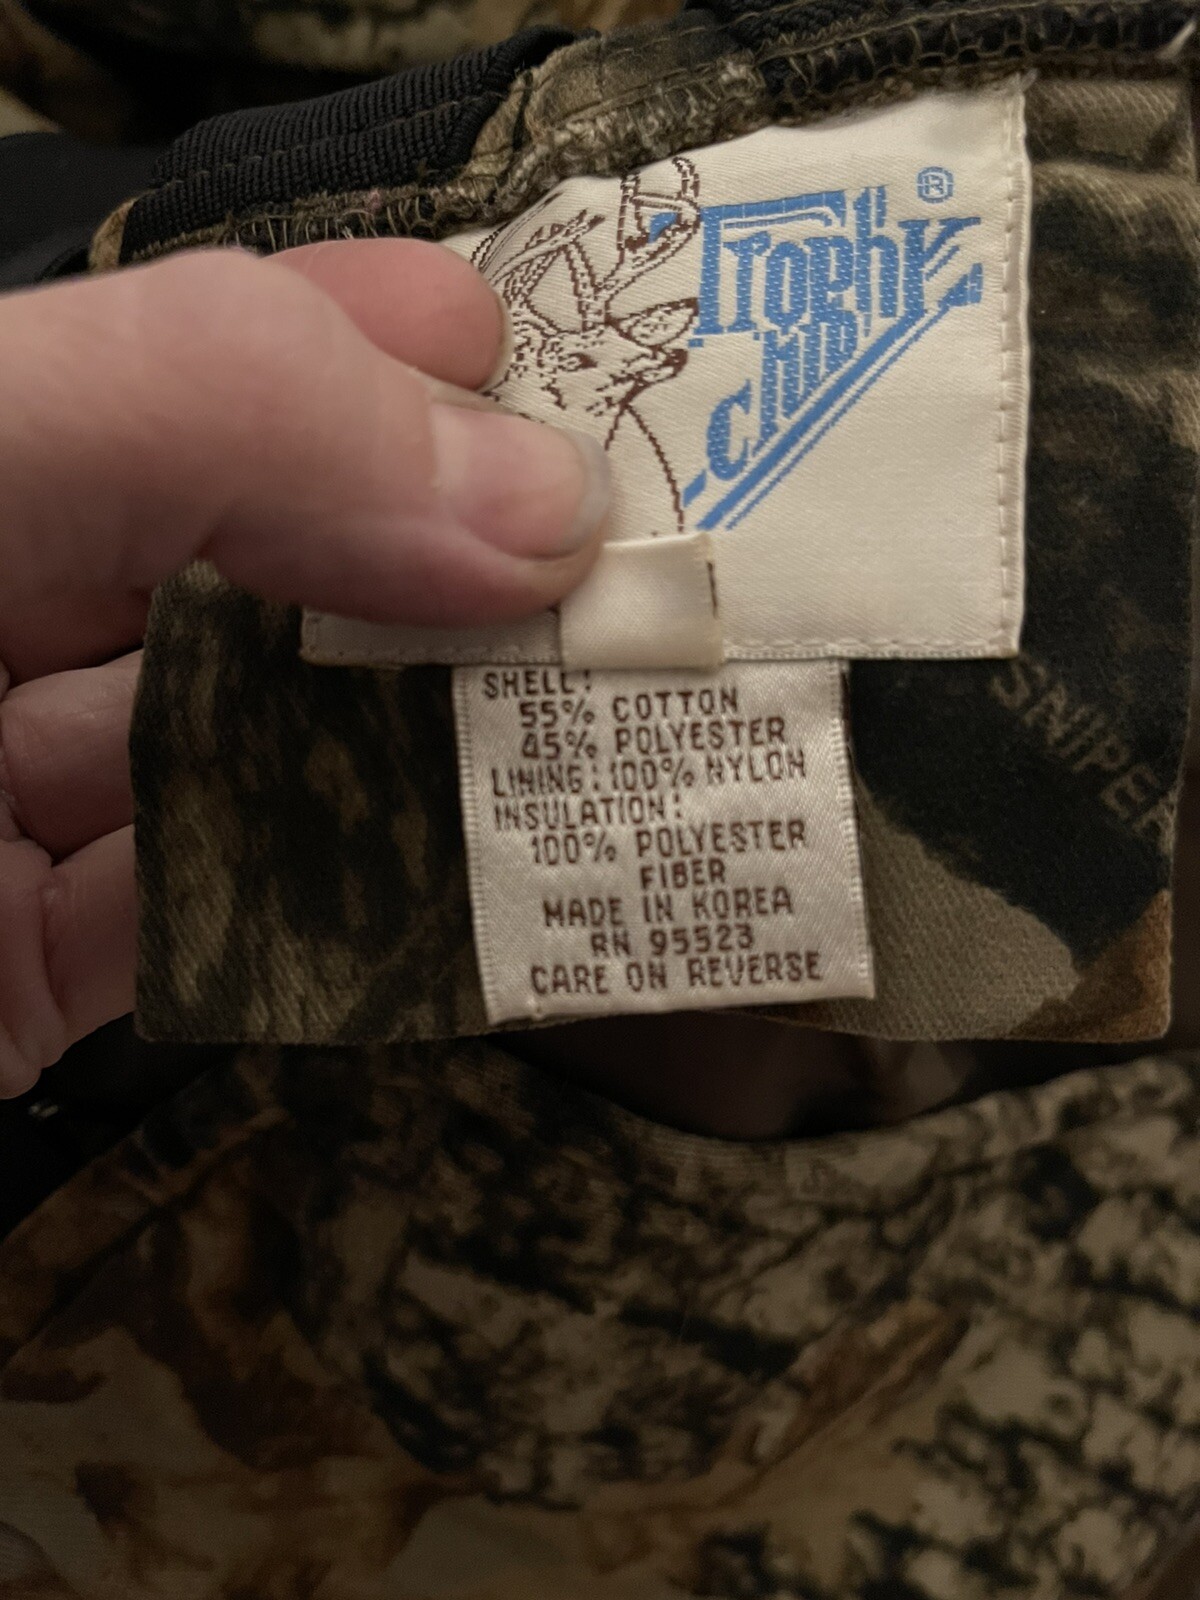 Trophy ®
Club
SHELL:
55% COTTON
45% POLYESTER
LINING: 100% NYLON
INSULATION:
100% POLYESTER
FIBER
MADE IN KOREA
RN 95523
CARE ON REVERSE
SNIPER